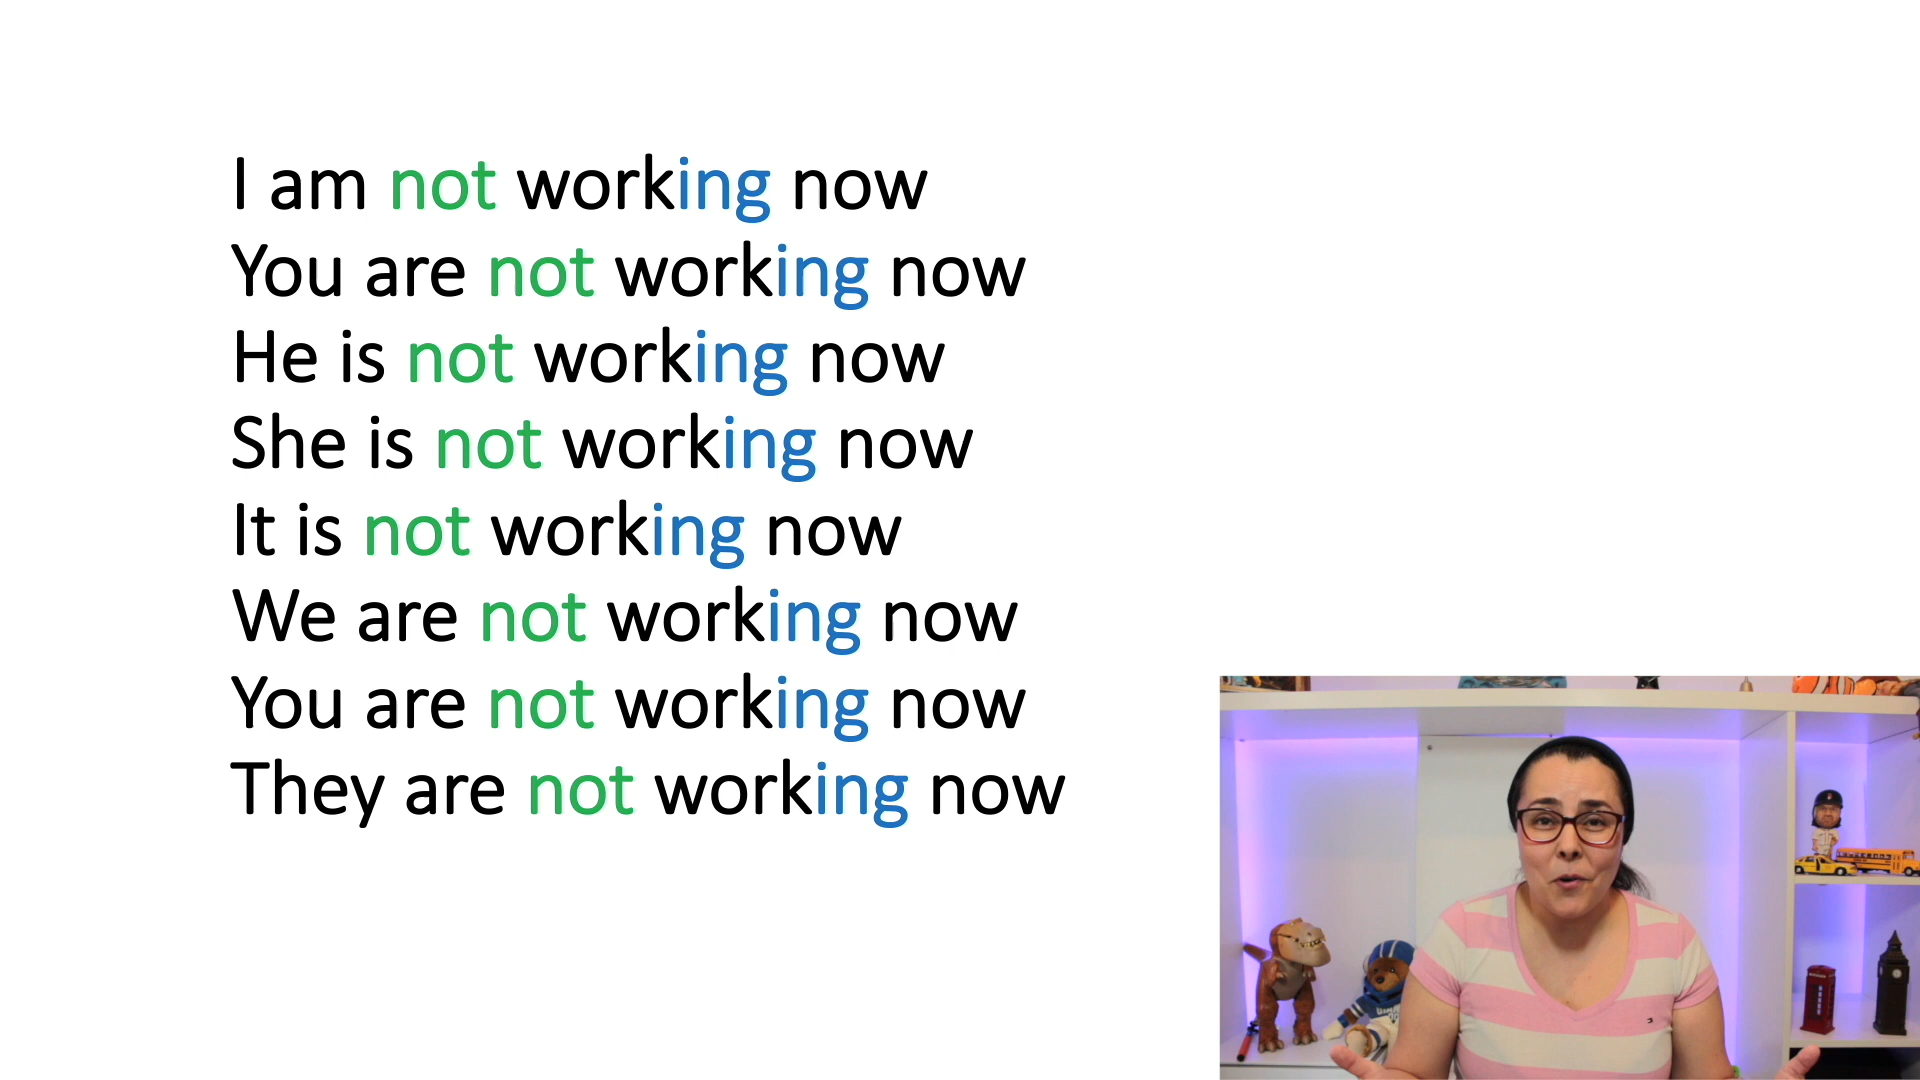 I am not working now
You are not working now
He is not working now
She is not working now
It is not working now
We are not working now
You are not working now
They are not working now